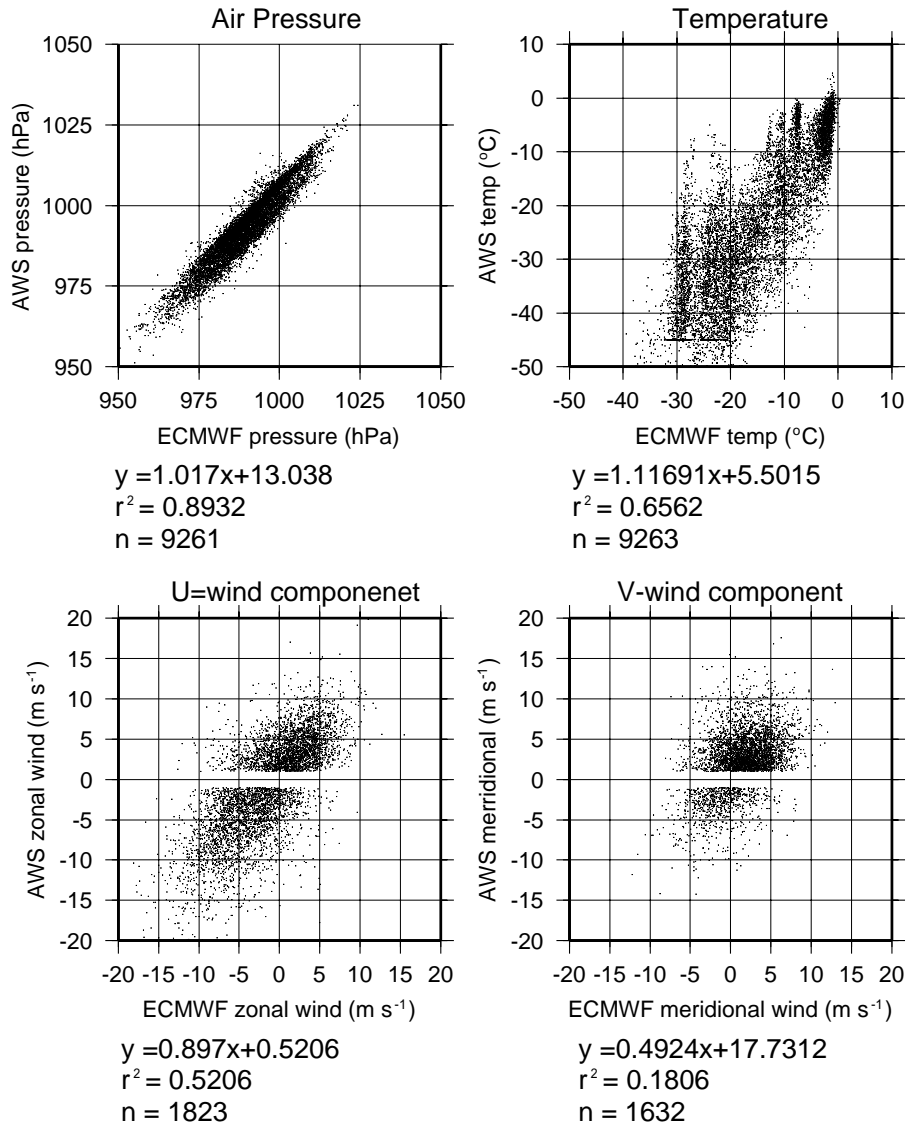 Air Pressure
1050
1025
1000
975
950
AWS pressure (hPa)
950 975 1000 1025 1050
ECMWF pressure (hPa)
y =1.017x+13.038
r² = 0.8932
n = 9261
Temperature
10
0
-10
-20
-30
-40
-50
AWS temp (°C)
-50 -40 -30 -20 -10 0 10
ECMWF temp (°C)
y =1.11691x+5.5015
r² = 0.6562
n = 9263
U=wind componenet
20
15
10
5
0
-5
-10
-15
-20
AWS zonal wind (m s⁻¹)
-20 -15 -10 -5 0 5 10 15 20
ECMWF zonal wind (m s⁻¹)
y =0.897x+0.5206
r² = 0.5206
n = 1823
V-wind component
20
15
10
5
0
-5
-10
-15
-20
AWS merridional (m s⁻¹)
-20 -15 -10 -5 0 5 10 15 20
ECMWF meridional wind (m s⁻¹)
y =0.4924x+17.7312
r² = 0.1806
n = 1632